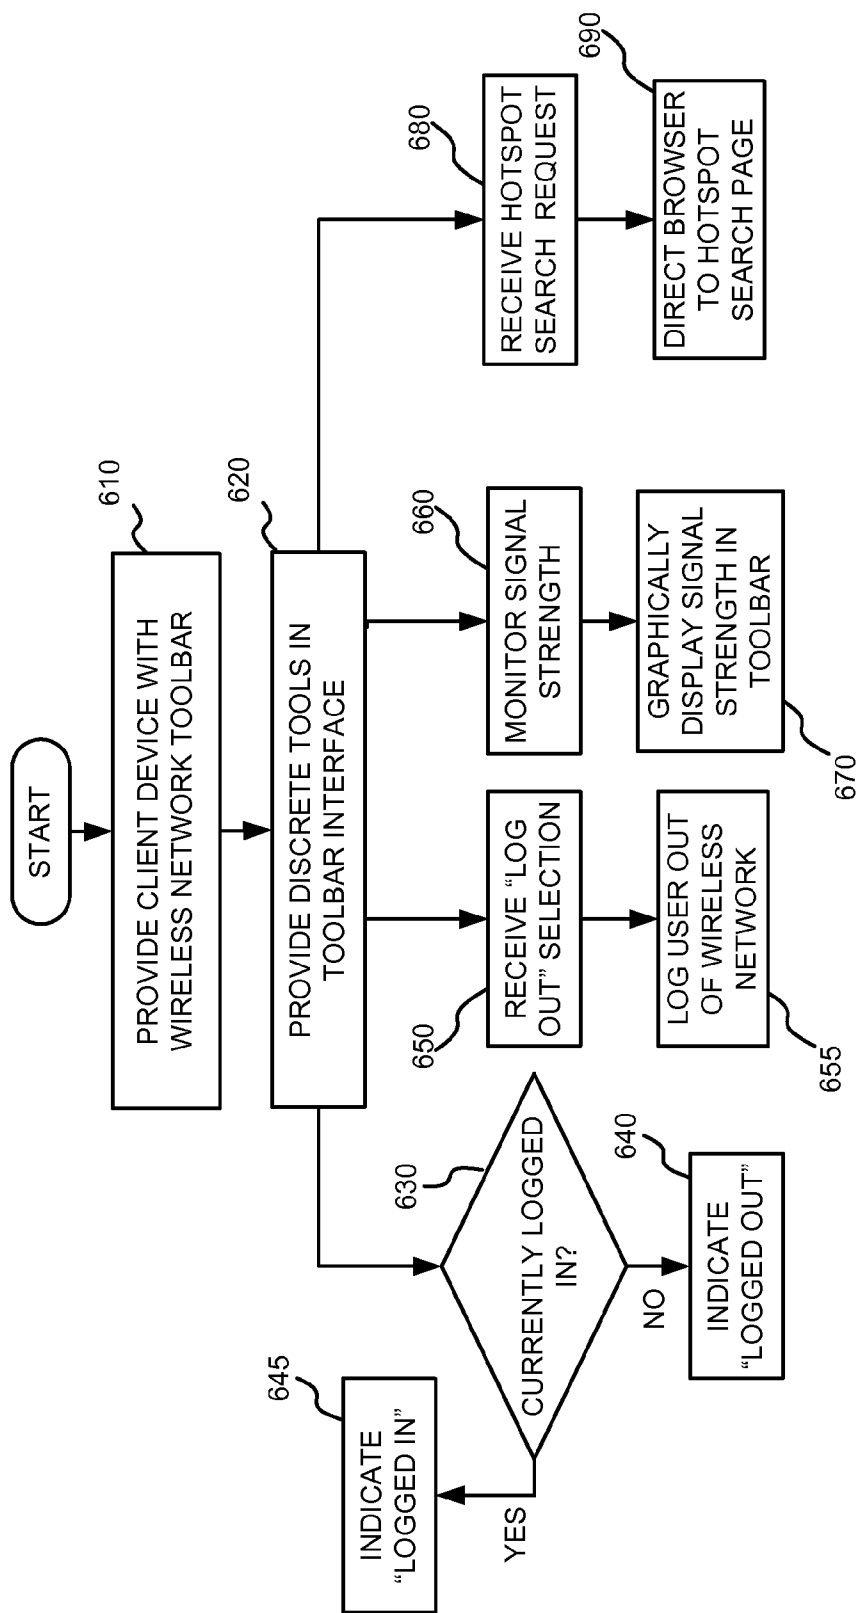 START
610
PROVIDE CLIENT DEVICE WITH
WIRELESS NETWORK TOOLBAR
620
PROVIDE DISCRETE TOOLS IN
TOOLBAR INTERFACE
645
INDICATE
“LOGGED IN”
YES
630
CURRENTLY LOGGED
IN?
NO
640
INDICATE
“LOGGED OUT”
650
RECEIVE “LOG
OUT” SELECTION
655
LOG USER OUT
OF WIRELESS
NETWORK
660
MONITOR SIGNAL
STRENGTH
670
GRAPHICALLY
DISPLAY SIGNAL
STRENGTH IN
TOOLBAR
680
RECEIVE HOTSPOT
SEARCH REQUEST
690
DIRECT BROWSER
TO HOTSPOT
SEARCH PAGE